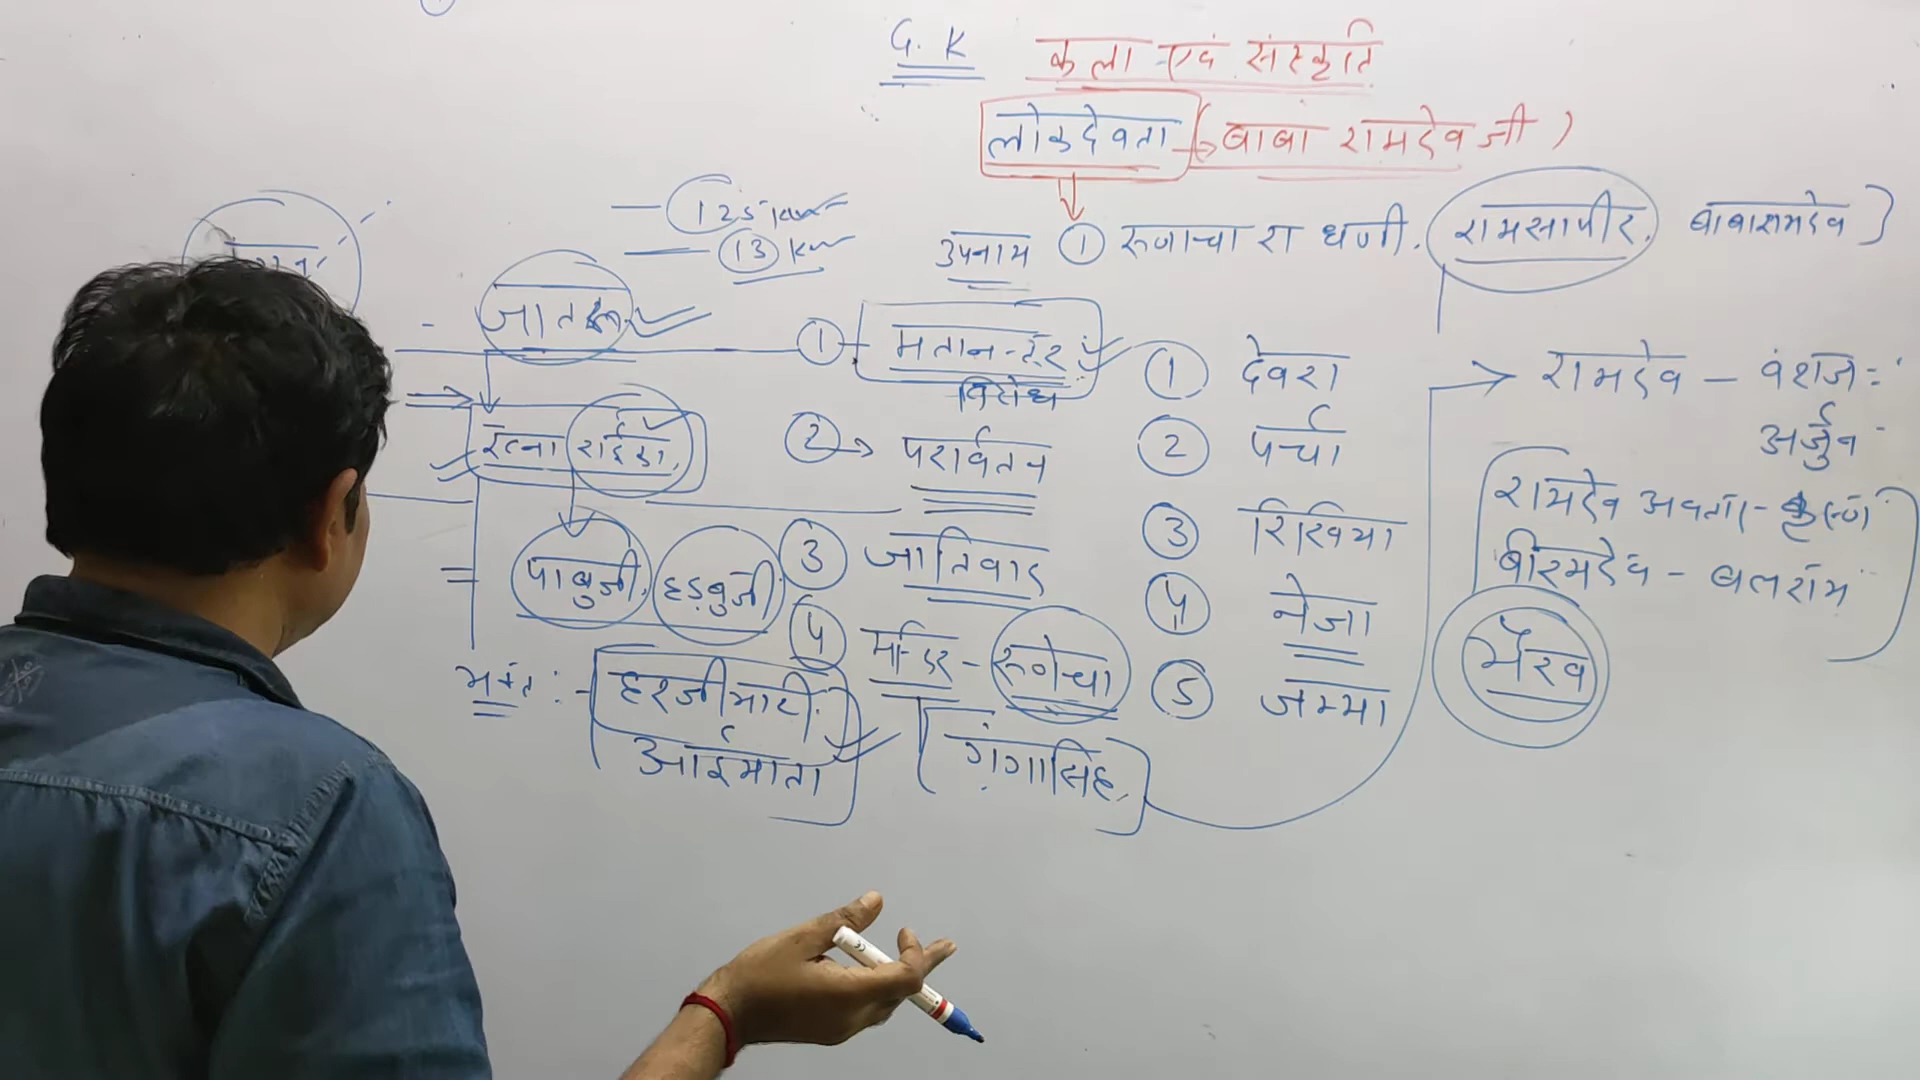 G. K कला एवं संस्कृति
लोकदेवता → (बाबा रामदेव जी)
उपनाम ① रूणाचा रा धणी, रामसापीर, बाबारामदेव
— 125 km
— 13 km
① मतान्तर
विरोध
② → परावर्तन
③ जातिवाद
④ मन्दिर - रूणेचा
गंगासिंह
रत्ना राईका
पाबुजी, हड़बुजी
भक्त :- हरजीभाटी
आईमाता
① देवरा
② पर्चा
③ रिखिया
④ नेजा
⑤ जम्मा
→ रामदेव — वंशज =
अर्जुन
रामदेव अवतार - कृष्ण
बीरमदेव - बलराम
भैरव